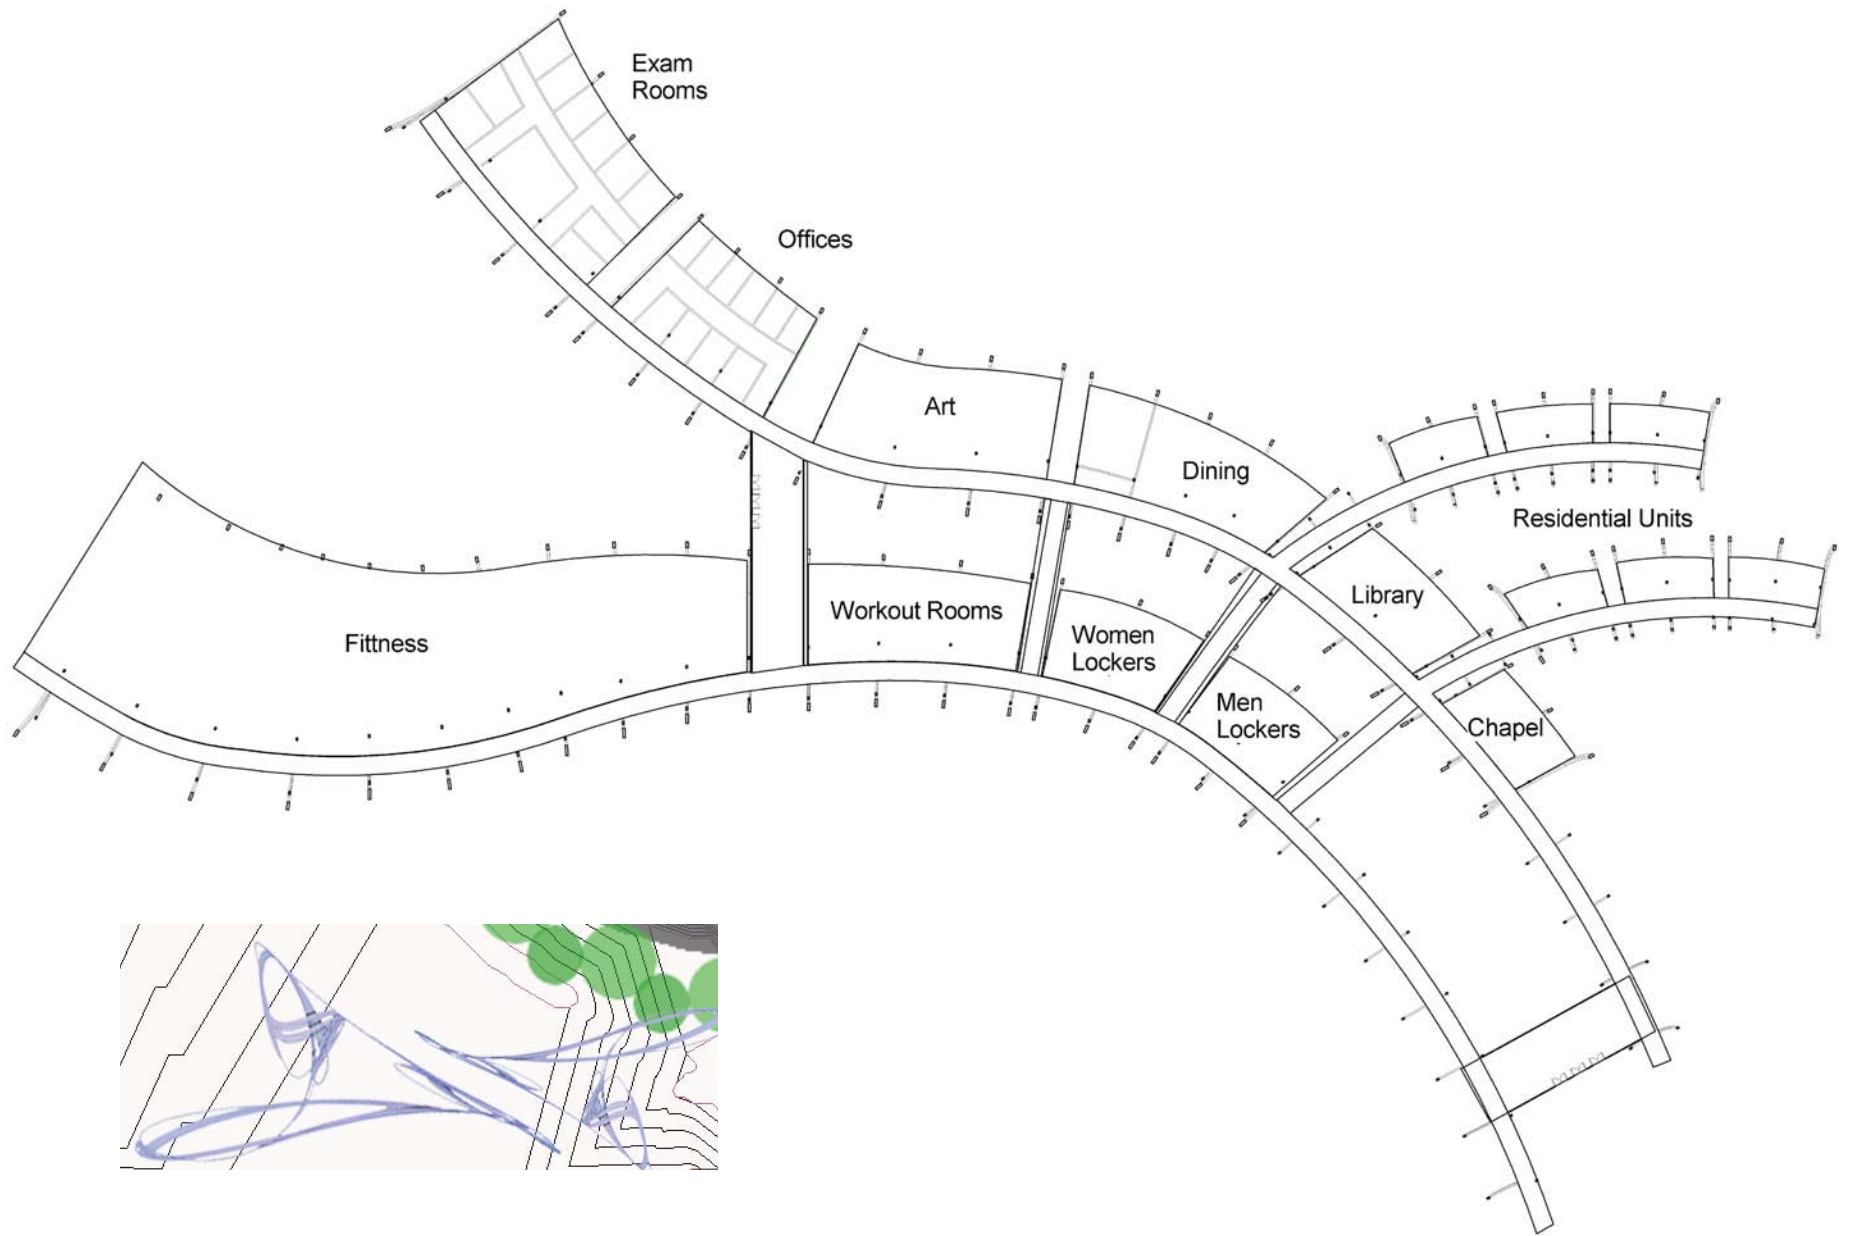 Exam
Rooms
Offices
Art
Dining
Residential Units
Library
Workout Rooms
Women
Lockers
Fittness
Men
Lockers
Chapel